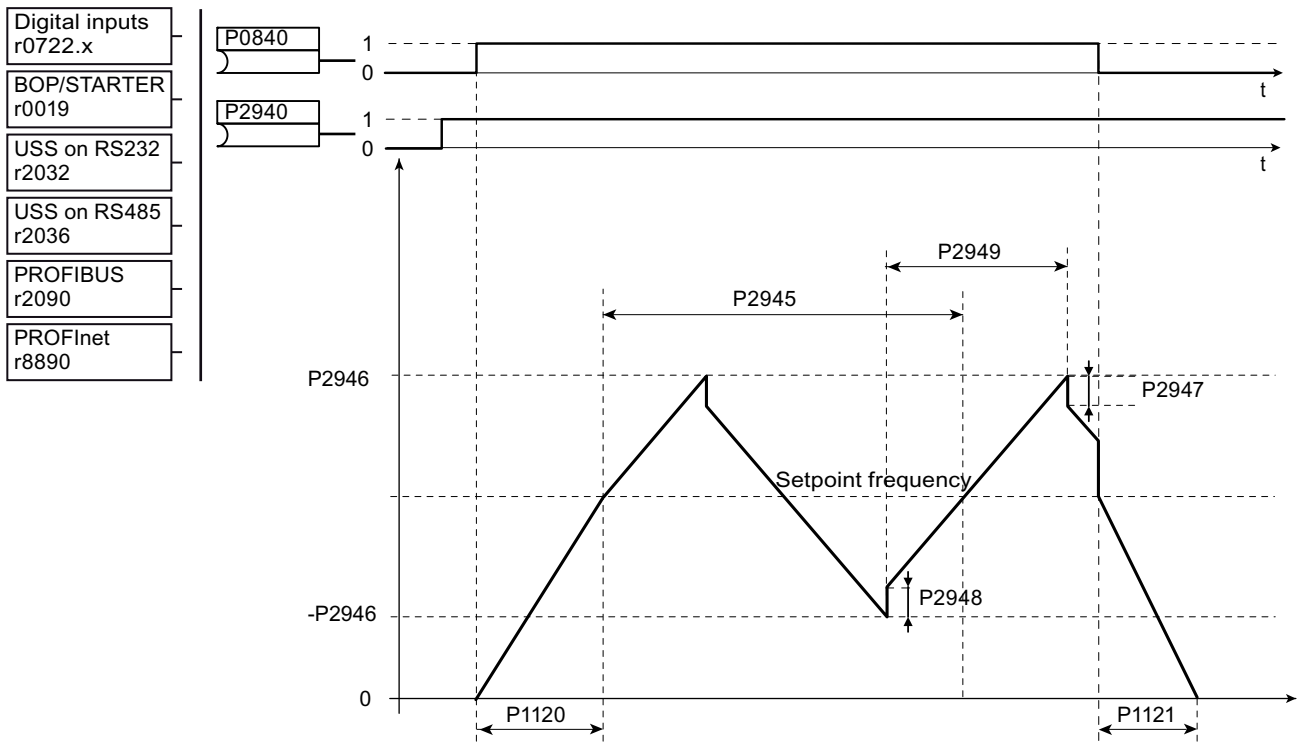 Digital inputs
r0722.x
BOP/STARTER
r0019
USS on RS232
r2032
USS on RS485
r2036
PROFIBUS
r2090
PROFInet
r8890
P0840
1
0
t
P2940
1
0
t
P2949
P2945
P2946
P2947
Setpoint frequency
P2948
-P2946
0
P1120
P1121